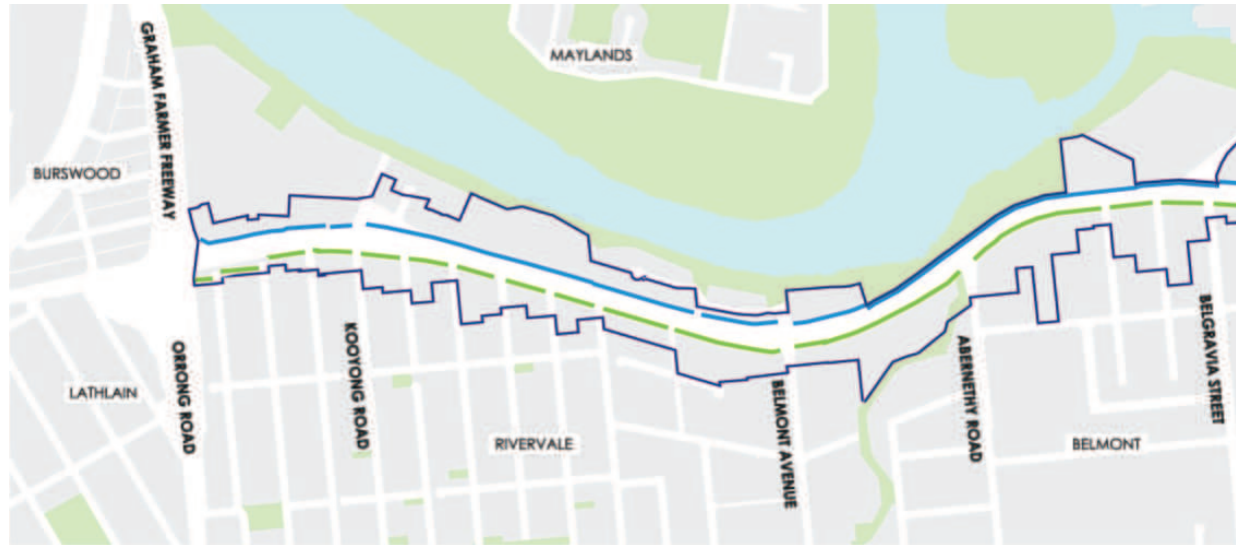 MAYLANDS
GRAHAM FARMER FREEWAY
BURSWOOD
LATHLAIN
ORRONG ROAD
KOOYONG ROAD
RIVERVALE
BELMONT AVENUE
ABERNETHY ROAD
BELMONT
BELGRAVIA STREET